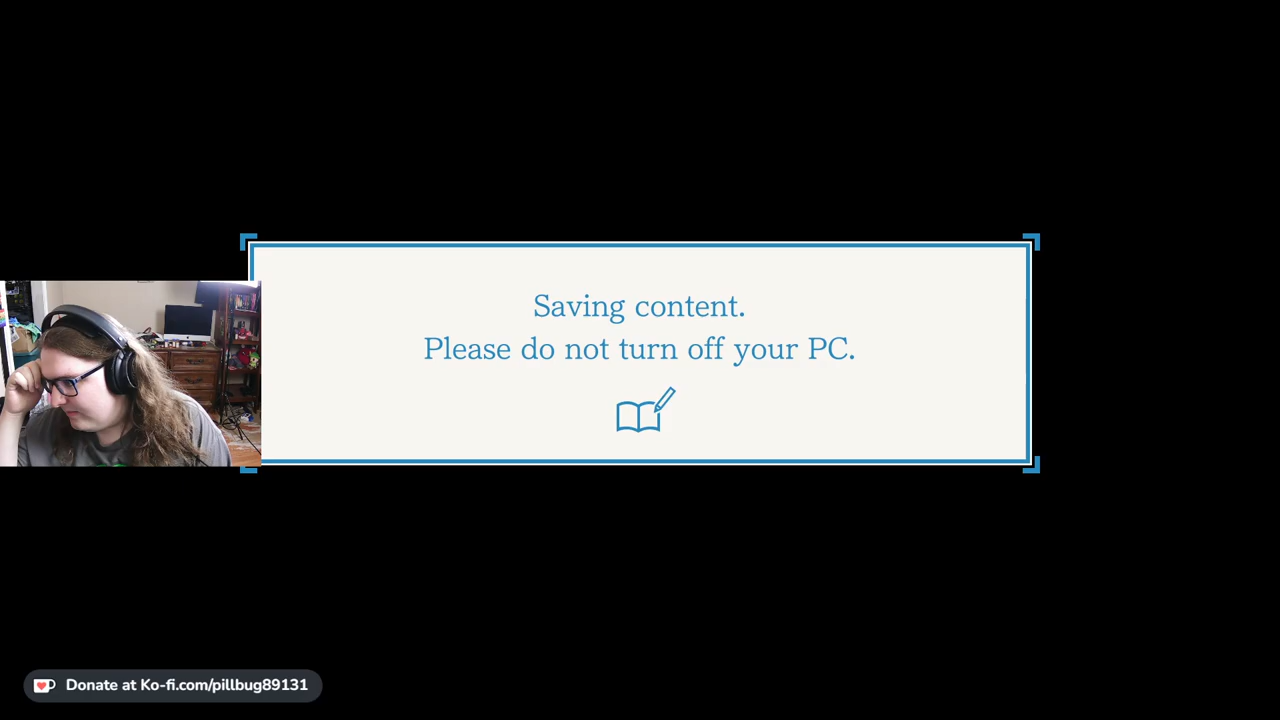 Saving content.
Please do not turn off your PC.
Donate at Ko-fi.com/pillbug89131